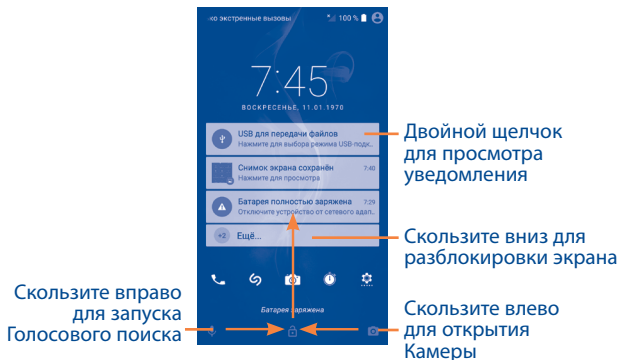 ко экстренные вызовы 100 %
7:45
ВОСКРЕСЕНЬЕ, 11.01.1970
USB для передачи файлов
Нажмите для выбора режима USB-подк..
Снимок экрана сохранён 7:40
Нажмите для просмотра
Батарея полностью заряжена 7:29
Отключите устройство от сетевого адап..
+2 Ещё...
Батарея заряжена
Двойной щелчок
для просмотра
уведомления
Скользите вниз для
разблокировки экрана
Скользите вправо
для запуска
Голосового поиска
Скользите влево
для открытия
Камеры